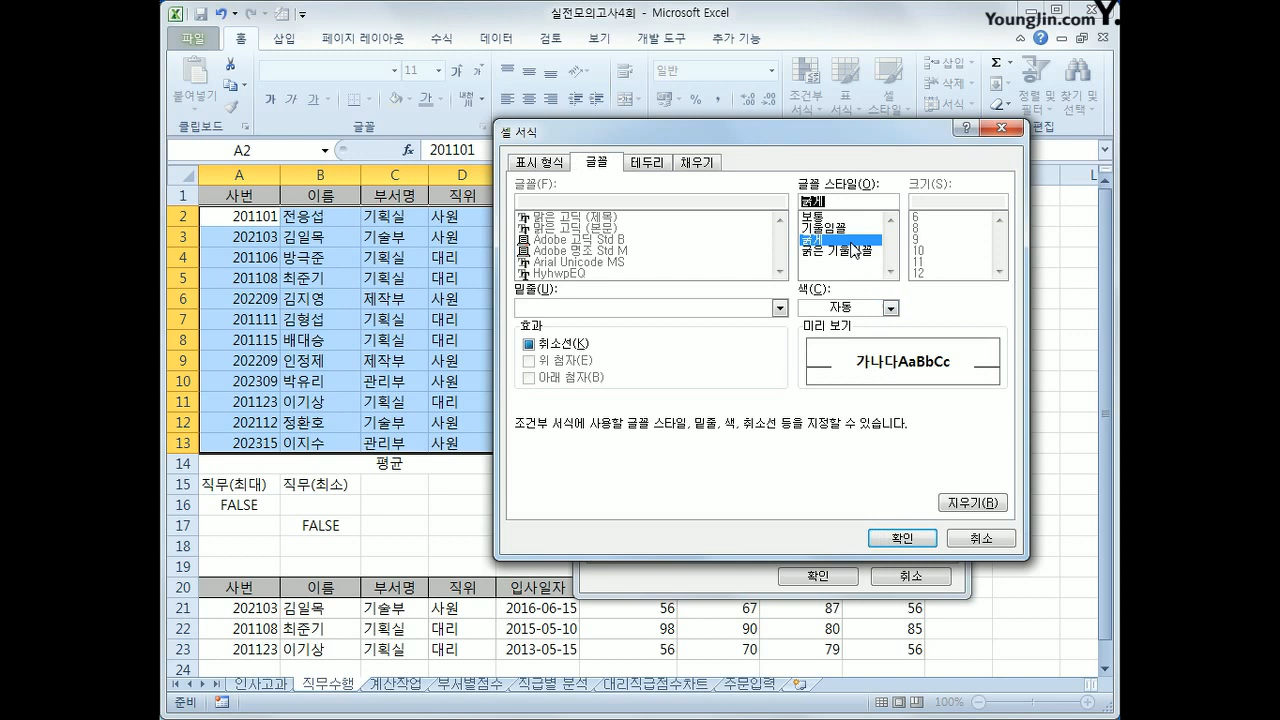 실전모의고사4회 - Microsoft Excel
YoungJin.com Y.
파일 홈 삽입 페이지 레이아웃 수식 데이터 검토 보기 개발 도구 추가 기능
붙여넣기
11
가 가 가
일반
조건부 서식
표 서식
셀 스타일
삽입
삭제
서식
정렬 및 필터
찾기 및 선택
클립보드 글꼴 편집
A2 fx 201101
A B C D L
1 사번 이름 부서명 직위
2 201101 전응섭 기획실 사원
3 202103 김일목 기술부 사원
4 201106 방극준 기획실 대리
5 201108 최준기 기획실 대리
6 202209 김지영 제작부 사원
7 201111 김형섭 기획실 대리
8 201115 배대승 기획실 대리
9 202209 인정제 제작부 사원
10 202309 박유리 관리부 사원
11 201123 이기상 기획실 대리
12 202112 정환호 기술부 사원
13 202315 이지수 관리부 사원
14 평균
15 직무(최대) 직무(최소)
16 FALSE
17 FALSE
18
19
20 사번 이름 부서명 직위 입사일자
21 202103 김일목 기술부 사원 2016-06-15 56 67 87 56
22 201108 최준기 기획실 대리 2015-05-10 98 90 80 85
23 201123 이기상 기획실 대리 2013-05-15 56 70 79 56
24
셀 서식
표시 형식 글꼴 테두리 채우기
글꼴(F): 글꼴 스타일(O): 크기(S):
굵게
맑은 고딕 (제목)
맑은 고딕 (본문)
Adobe 고딕 Std B
Adobe 명조 Std M
Arial Unicode MS
HyhwpEQ
보통
기울임꼴
굵게
굵은 기울임꼴
6
8
9
10
11
12
밑줄(U): 색(C):
자동
효과
취소선(K)
위 첨자(E)
아래 첨자(B)
미리 보기
가나다AaBbCc
조건부 서식에 사용할 글꼴 스타일, 밑줄, 색, 취소선 등을 지정할 수 있습니다.
지우기(R)
확인 취소
확인 취소
인사고과 직무수행 계산작업 부서별점수 직급별 분석 대리직급점수차트 주문입력
준비 100%